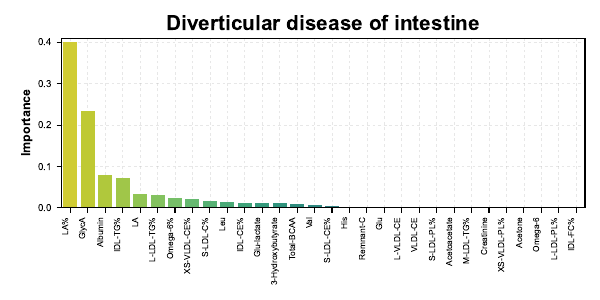 Diverticular disease of intestine
Importance
0.4
0.3
0.2
0.1
0.0
LA%
GlycA
Albumin
IDL-TG%
LA
L-LDL-TG%
Omega-6%
XS-VLDL-CE%
S-LDL-C%
Leu
IDL-CE%
Glu-lactate
3-Hydroxybutyrate
Total-BCAA
Val
S-LDL-CE%
His
Remnant-C
Glu
L-VLDL-CE
VLDL-CE
S-LDL-PL%
Acetoacetate
M-LDL-TG%
Creatinine
XS-VLDL-PL%
Acetone
Omega-6
L-LDL-PL%
IDL-FC%